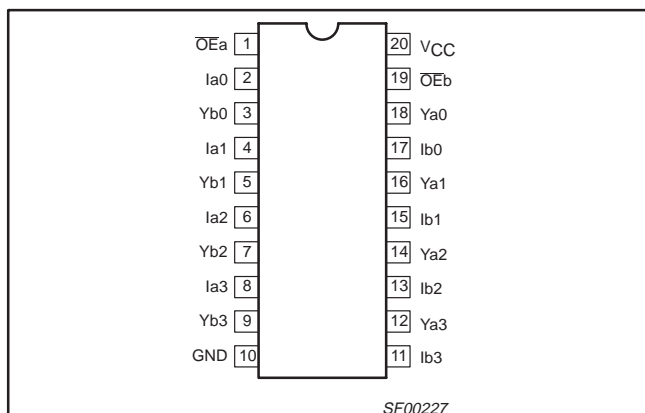 O̅E̅a 1 20 VCC
Ia0 2 19 O̅E̅b
Yb0 3 18 Ya0
Ia1 4 17 Ib0
Yb1 5 16 Ya1
Ia2 6 15 Ib1
Yb2 7 14 Ya2
Ia3 8 13 Ib2
Yb3 9 12 Ya3
GND 10 11 Ib3
SF00227